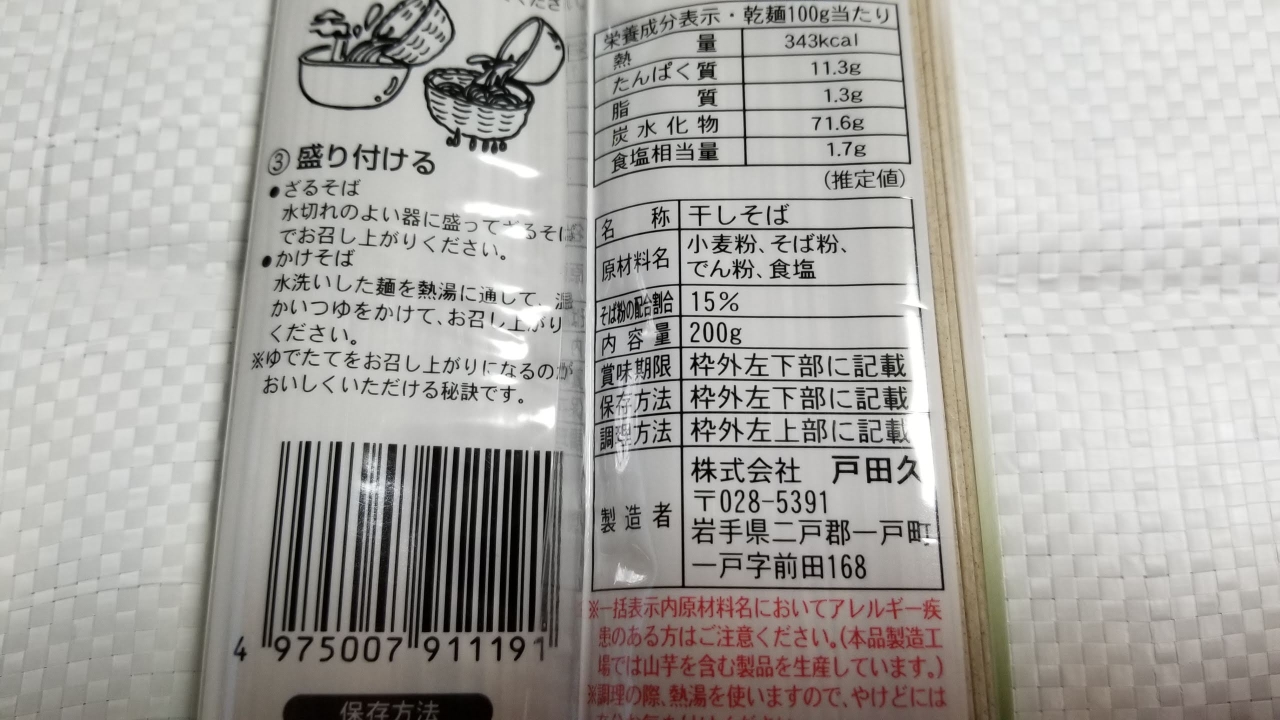 ③盛り付ける
●ざるそば
水切れのよい器に盛ってざるそば
でお召し上がりください。
●かけそば
水洗いした麺を熱湯に通して、温
かいつゆをかけて、お召し上がり
ください。
※ゆでたてをお召し上がりになるのが
おいしくいただける秘訣です。
4 975007 911191
保存方法
栄養成分表示・乾麺100g当たり
熱量 343kcal
たんぱく質 11.3g
脂質 1.3g
炭水化物 71.6g
食塩相当量 1.7g
(推定値)
名称 干しそば
原材料名 小麦粉、そば粉、
でん粉、食塩
そば粉の配合割合 15%
内容量 200g
賞味期限 枠外左下部に記載
保存方法 枠外左下部に記載
調理方法 枠外左上部に記載
製造者 株式会社 戸田久
〒028-5391
岩手県二戸郡一戸町
一戸字前田168
※一括表示内原材料名においてアレルギー疾
患のある方はご注意ください。(本品製造工
場では山芋を含む製品を生産しています。)
※調理の際、熱湯を使いますので、やけどには